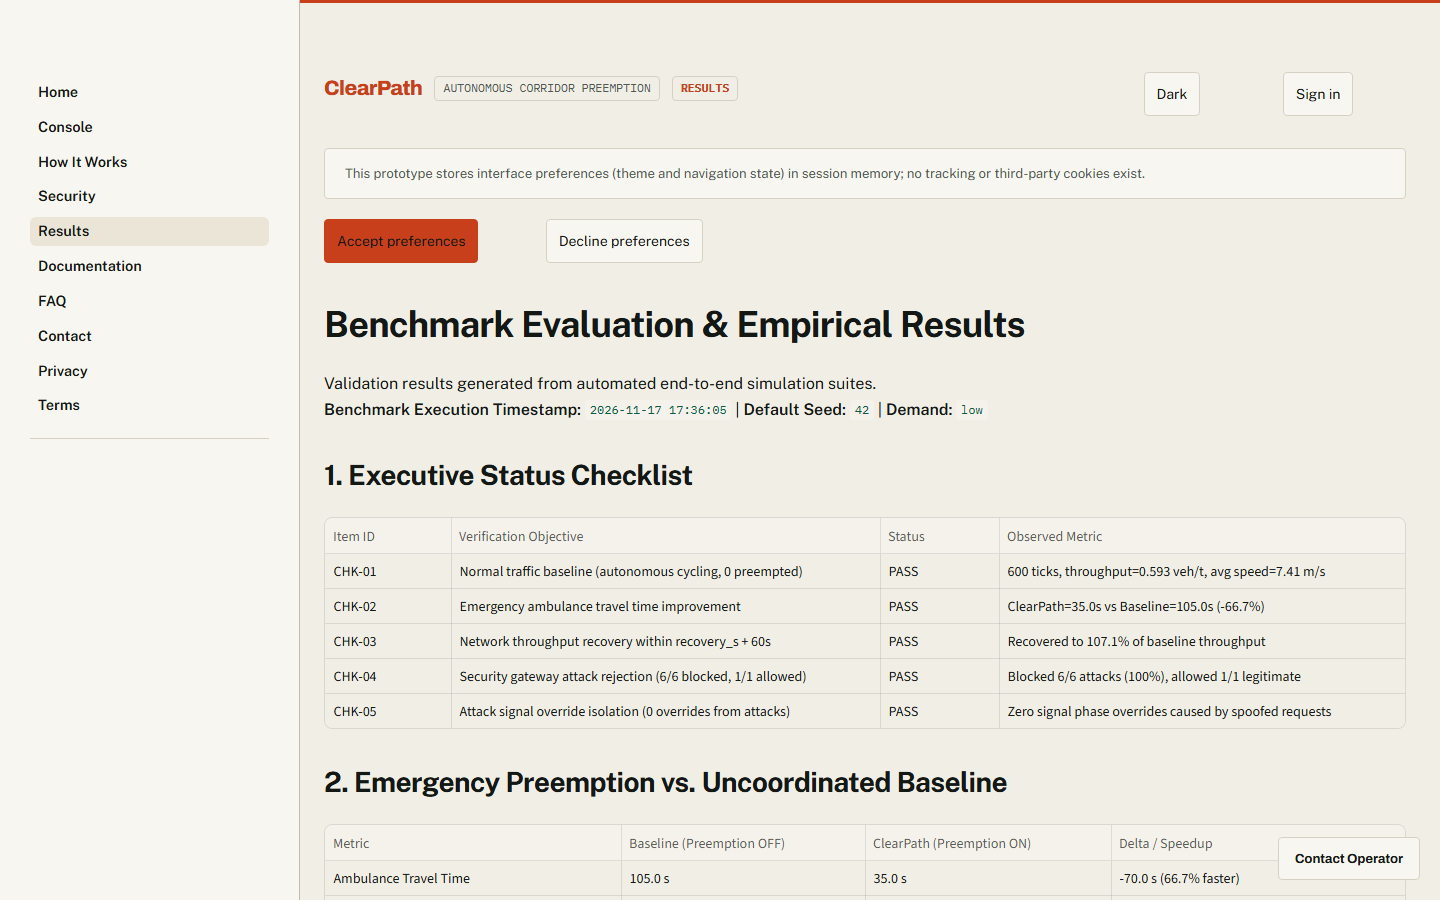 Home
Console
How It Works
Security
Results
Documentation
FAQ
Contact
Privacy
Terms
ClearPath AUTONOMOUS CORRIDOR PREEMPTION RESULTS
Dark
Sign in
This prototype stores interface preferences (theme and navigation state) in session memory; no tracking or third-party cookies exist.
Accept preferences
Decline preferences
Benchmark Evaluation & Empirical Results
Validation results generated from automated end-to-end simulation suites.
Benchmark Execution Timestamp: 2026-11-17 17:36:05 | Default Seed: 42 | Demand: low
1. Executive Status Checklist
Item ID Verification Objective Status Observed Metric
CHK-01 Normal traffic baseline (autonomous cycling, 0 preempted) PASS 600 ticks, throughput=0.593 veh/t, avg speed=7.41 m/s
CHK-02 Emergency ambulance travel time improvement PASS ClearPath=35.0s vs Baseline=105.0s (-66.7%)
CHK-03 Network throughput recovery within recovery_s + 60s PASS Recovered to 107.1% of baseline throughput
CHK-04 Security gateway attack rejection (6/6 blocked, 1/1 allowed) PASS Blocked 6/6 attacks (100%), allowed 1/1 legitimate
CHK-05 Attack signal override isolation (0 overrides from attacks) PASS Zero signal phase overrides caused by spoofed requests
2. Emergency Preemption vs. Uncoordinated Baseline
Metric Baseline (Preemption OFF) ClearPath (Preemption ON) Delta / Speedup
Ambulance Travel Time 105.0 s 35.0 s -70.0 s (66.7% faster)
Contact Operator